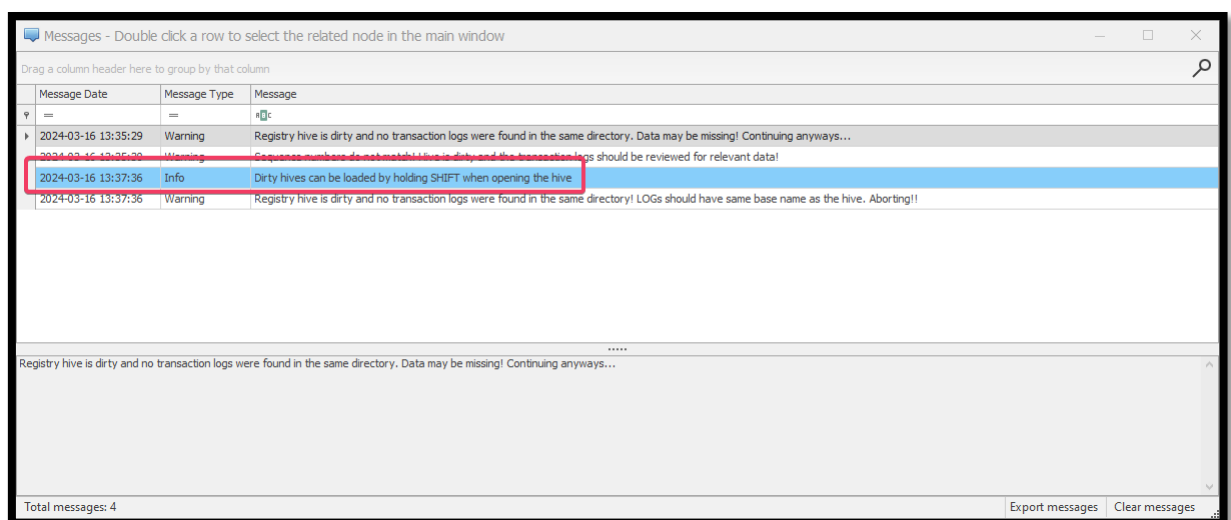 Messages - Double click a row to select the related node in the main window
Drag a column header here to group by that column
Message Date Message Type Message
= =
2024-03-16 13:35:29 Warning Registry hive is dirty and no transaction logs were found in the same directory. Data may be missing! Continuing anyways...
2024-03-16 13:35:29 Warning Sequence numbers do not match! Hive is dirty and the transaction logs should be reviewed for relevant data!
2024-03-16 13:37:36 Info Dirty hives can be loaded by holding SHIFT when opening the hive
2024-03-16 13:37:36 Warning Registry hive is dirty and no transaction logs were found in the same directory! LOGs should have same base name as the hive. Aborting!!
Registry hive is dirty and no transaction logs were found in the same directory. Data may be missing! Continuing anyways...
Total messages: 4 Export messages Clear messages